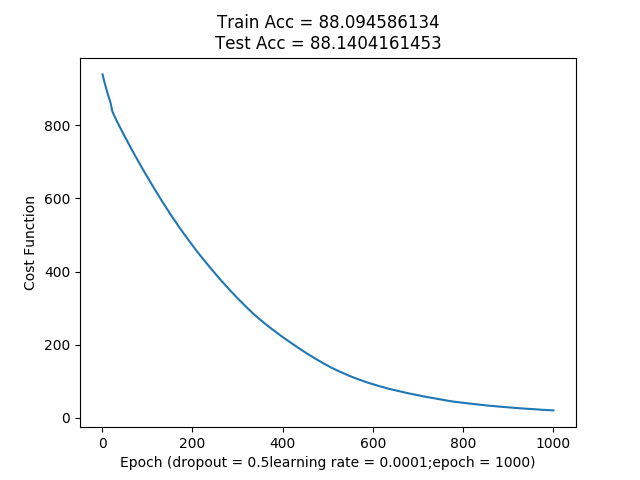 Train Acc = 88.094586134
Test Acc = 88.1404161453
Cost Function
800
600
400
200
0
0 200 400 600 800 1000
Epoch (dropout = 0.5learning rate = 0.0001;epoch = 1000)